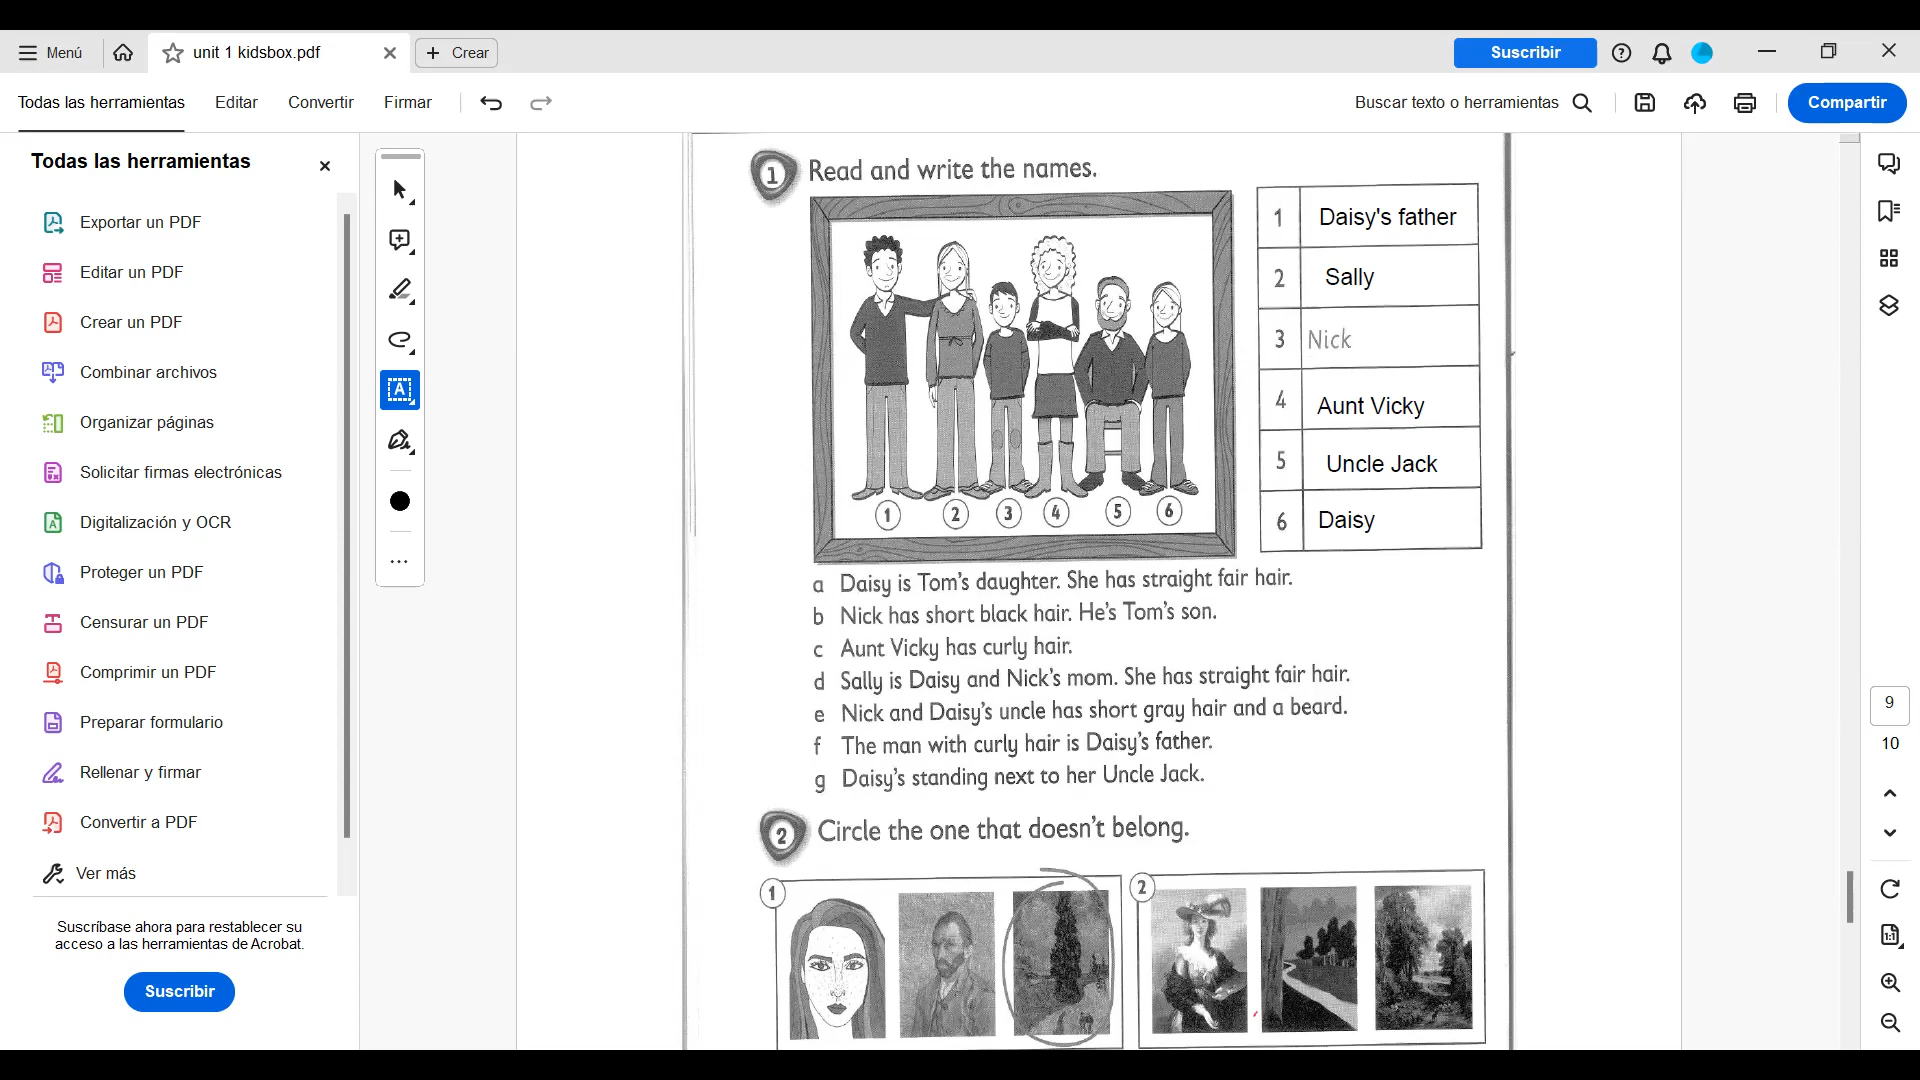 Menú
unit 1 kidsbox.pdf
Crear
Suscribir
Todas las herramientas
Editar
Convertir
Firmar
Buscar texto o herramientas
Compartir
Todas las herramientas
Exportar un PDF
Editar un PDF
Crear un PDF
Combinar archivos
Organizar páginas
Solicitar firmas electrónicas
Digitalización y OCR
Proteger un PDF
Censurar un PDF
Comprimir un PDF
Preparar formulario
Rellenar y firmar
Convertir a PDF
Ver más
Suscríbase ahora para restablecer su
acceso a las herramientas de Acrobat.
Suscribir
1 Read and write the names.
1 2 3 4 5 6
1 Daisy's father
2 Sally
3 Nick
4 Aunt Vicky
5 Uncle Jack
6 Daisy
a Daisy is Tom's daughter. She has straight fair hair.
b Nick has short black hair. He's Tom's son.
c Aunt Vicky has curly hair.
d Sally is Daisy and Nick's mom. She has straight fair hair.
e Nick and Daisy's uncle has short gray hair and a beard.
f The man with curly hair is Daisy's father.
g Daisy's standing next to her Uncle Jack.
2 Circle the one that doesn't belong.
1
2
9
10